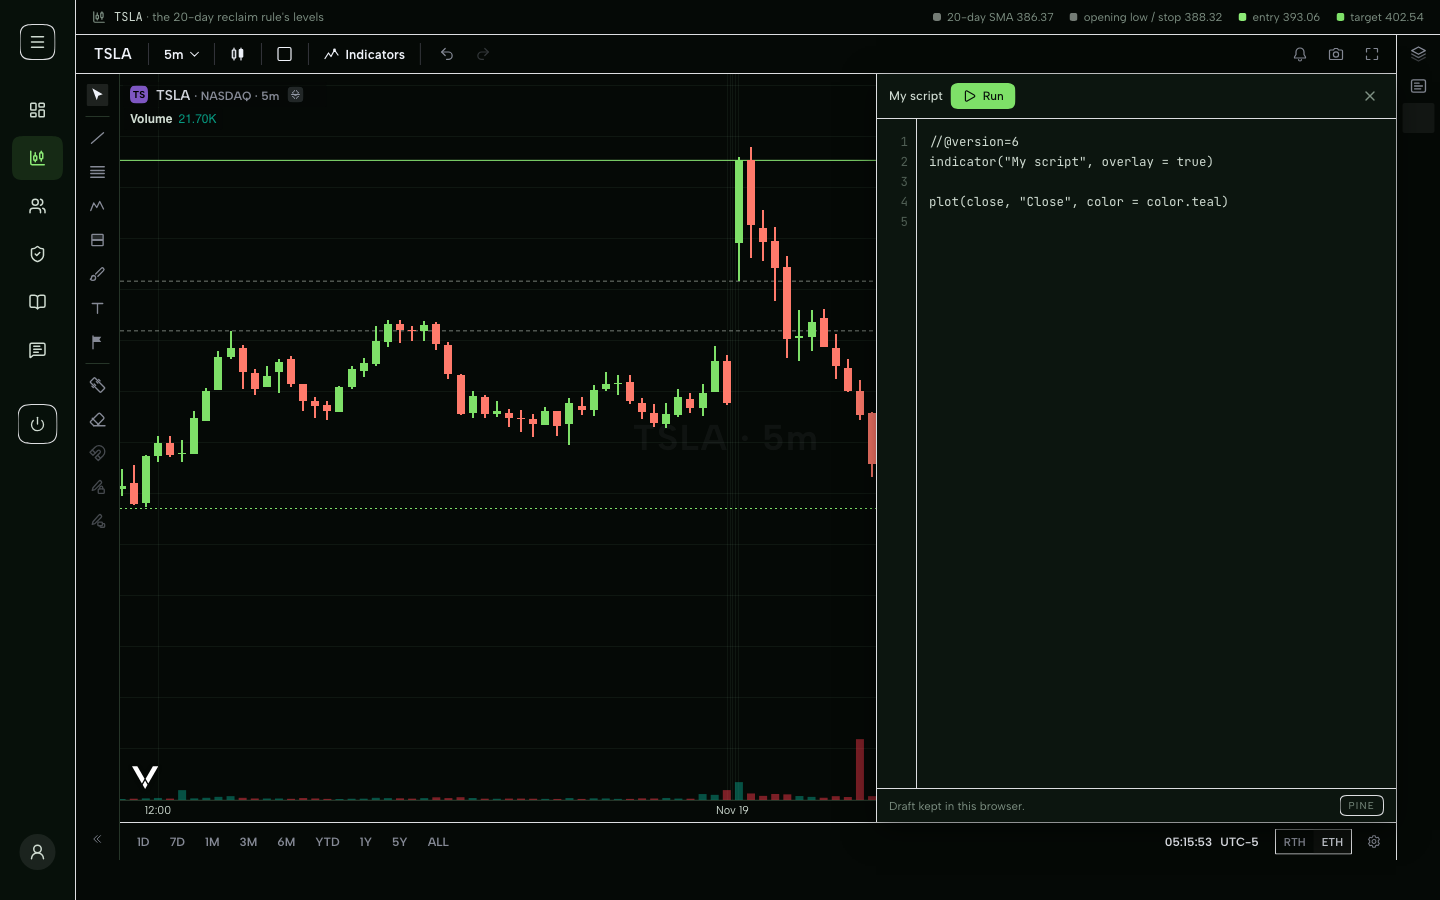 TSLA · the 20-day reclaim rule's levels
20-day SMA 386.37
opening low / stop 388.32
entry 393.06
target 402.54
TSLA
5m
Indicators
TS
TSLA · NASDAQ · 5m
Volume 21.70K
My script
Run
1 //@version=6
2 indicator("My script", overlay = true)
3
4 plot(close, "Close", color = color.teal)
5
TSLA · 5m
12:00
Nov 19
Draft kept in this browser.
PINE
1D 7D 1M 3M 6M YTD 1Y 5Y ALL
05:15:53 UTC-5
RTH ETH